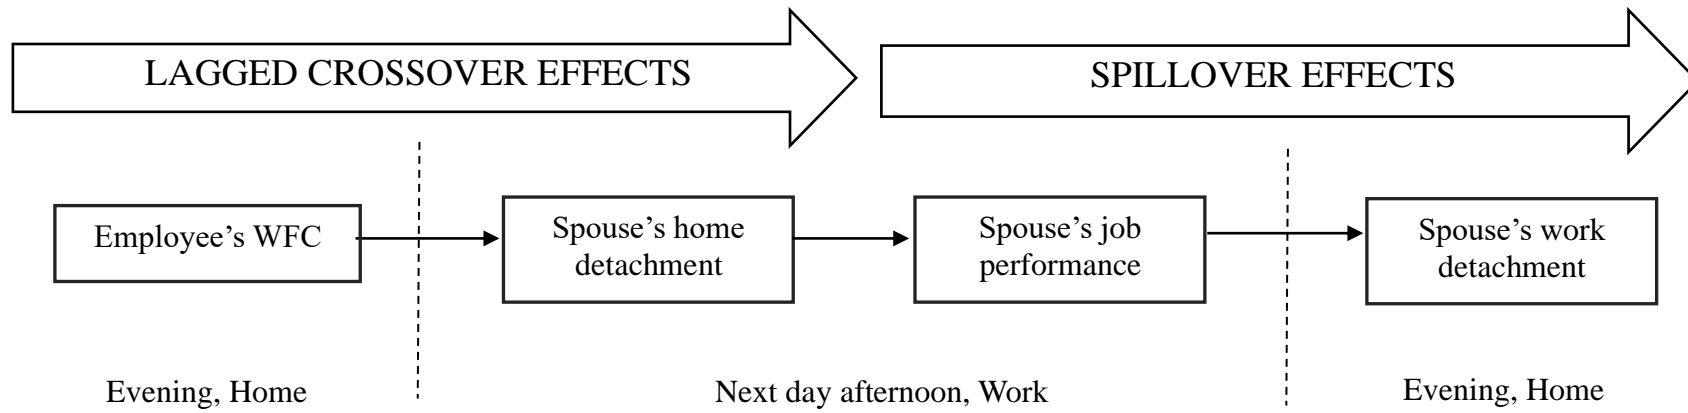 LAGGED CROSSOVER EFFECTS
SPILLOVER EFFECTS
Employee’s WFC
Spouse’s home
detachment
Spouse’s job
performance
Spouse’s work
detachment
Evening, Home
Next day afternoon, Work
Evening, Home